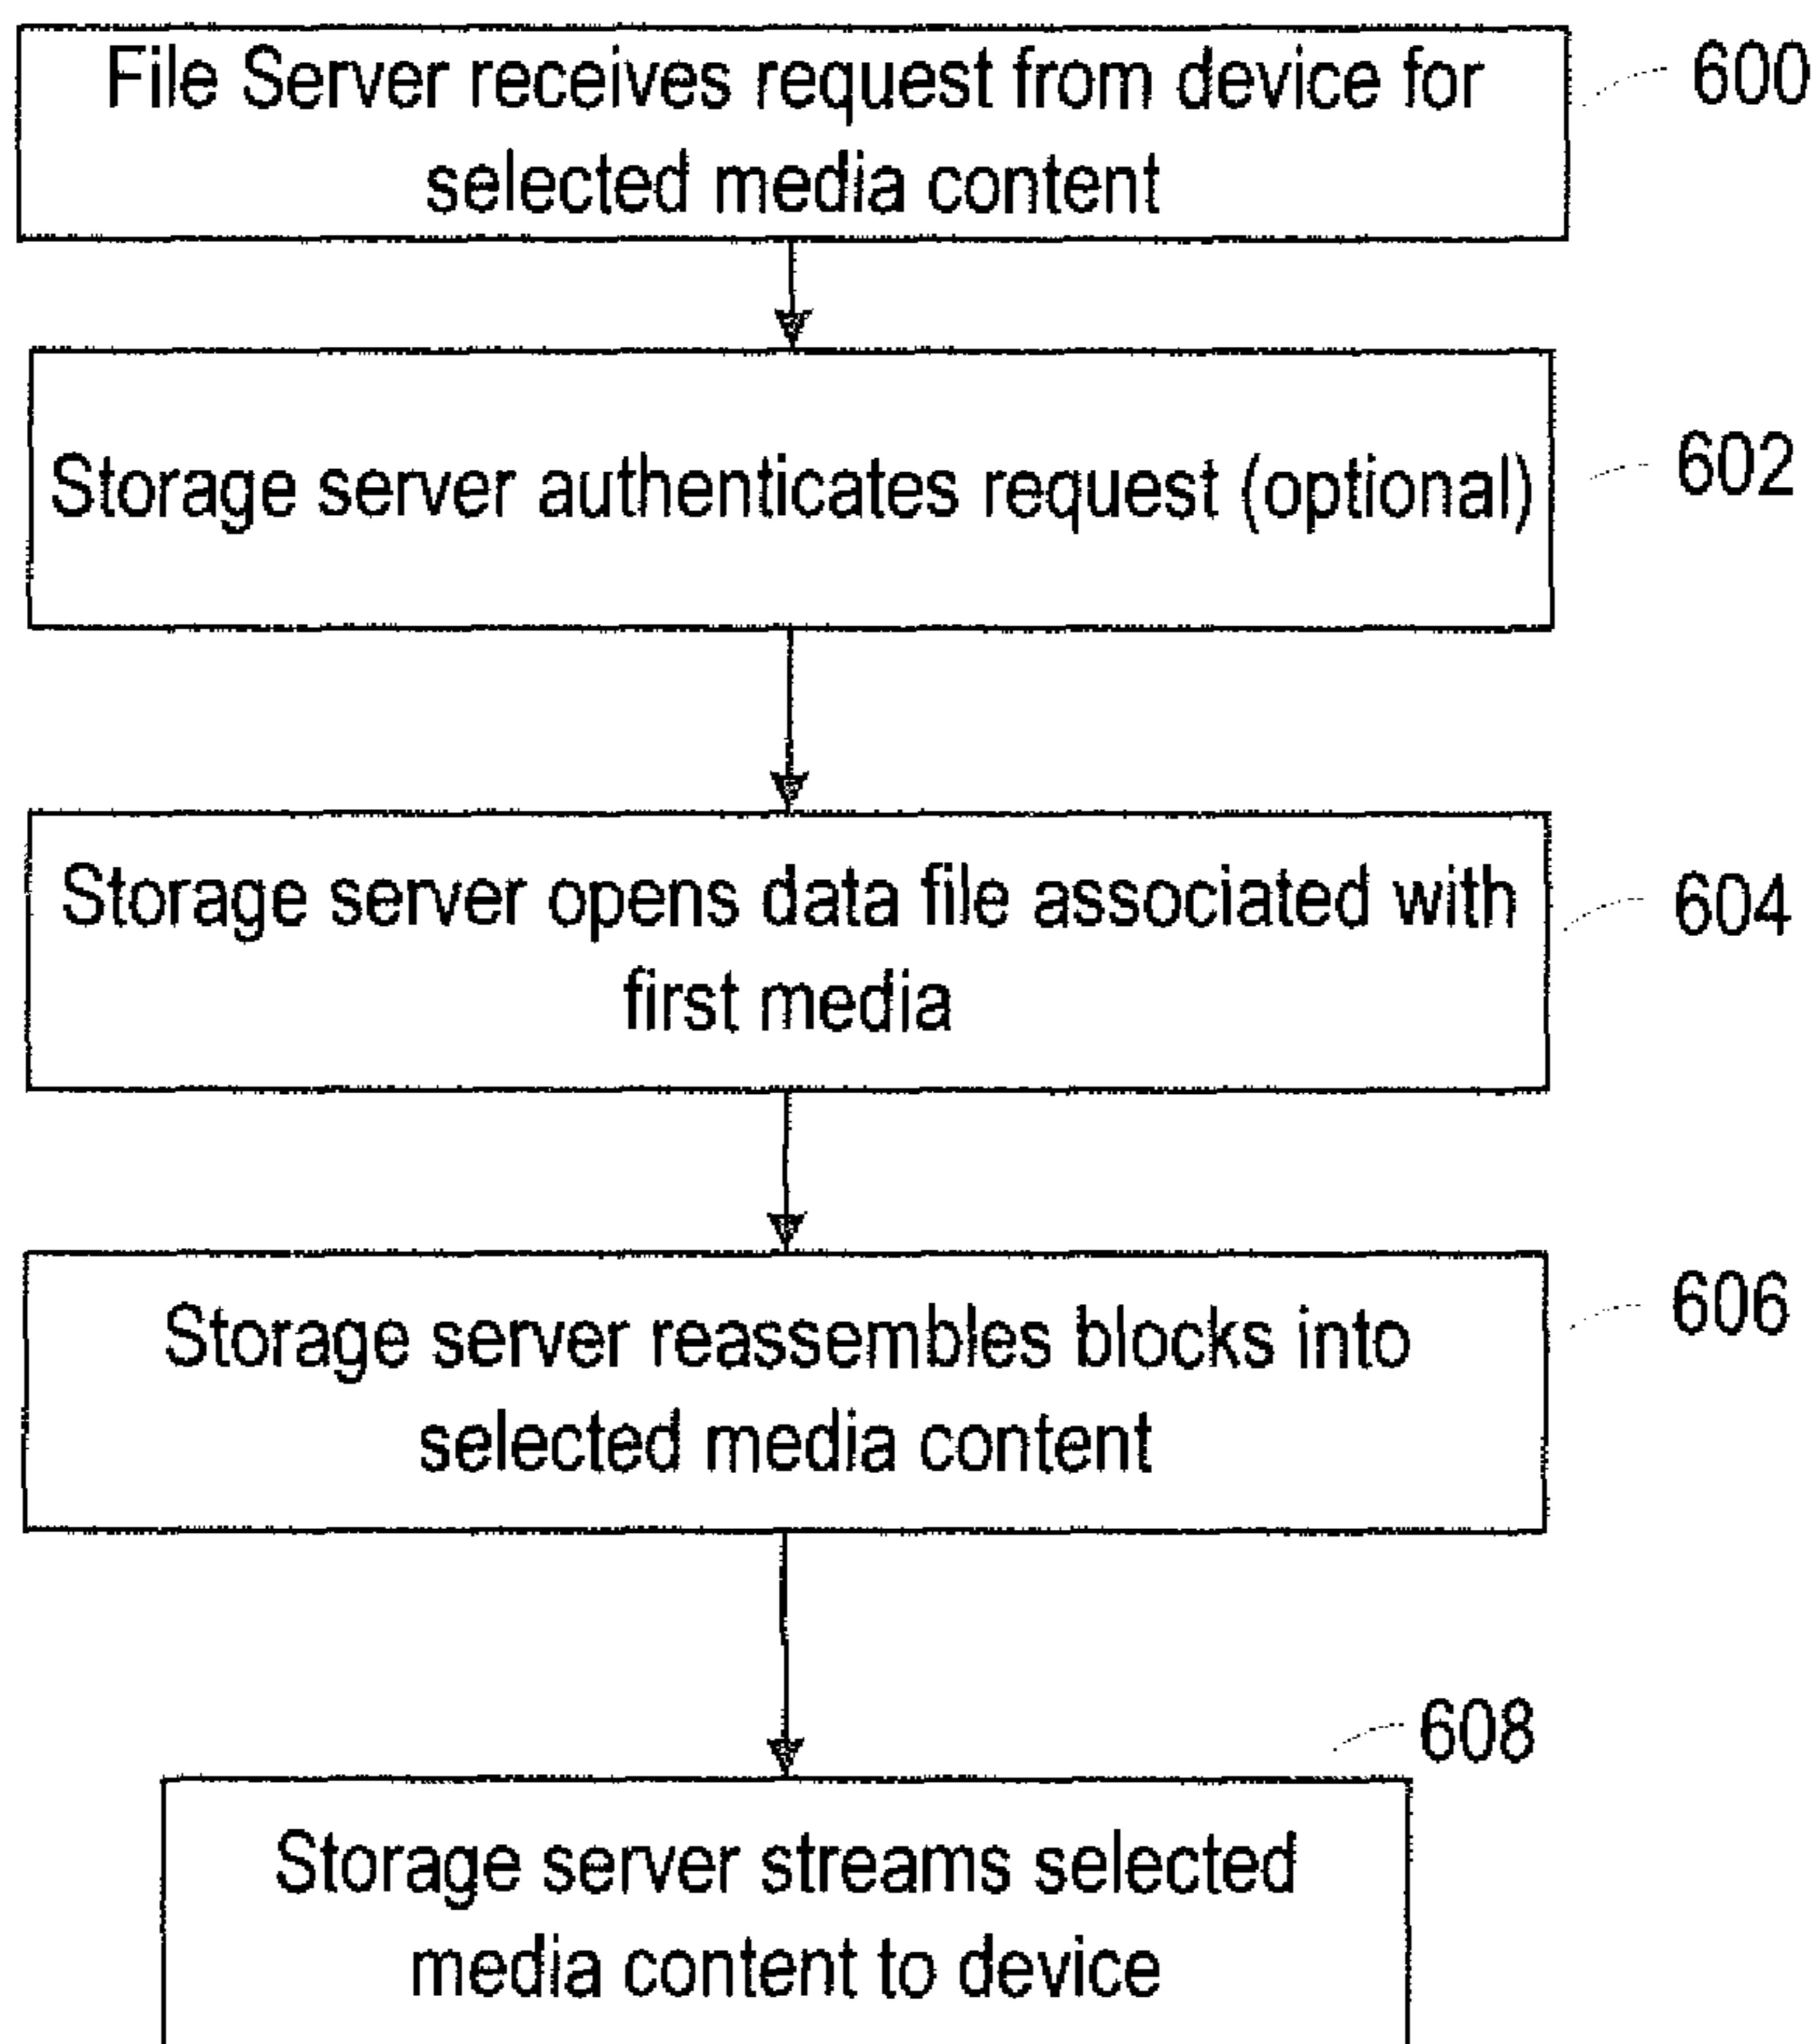 File Server receives request from device for
selected media content
600
Storage server authenticates request (optional)
602
Storage server opens data file associated with
first media
604
Storage server reassembles blocks into
selected media content
606
608
Storage server streams selected
media content to device